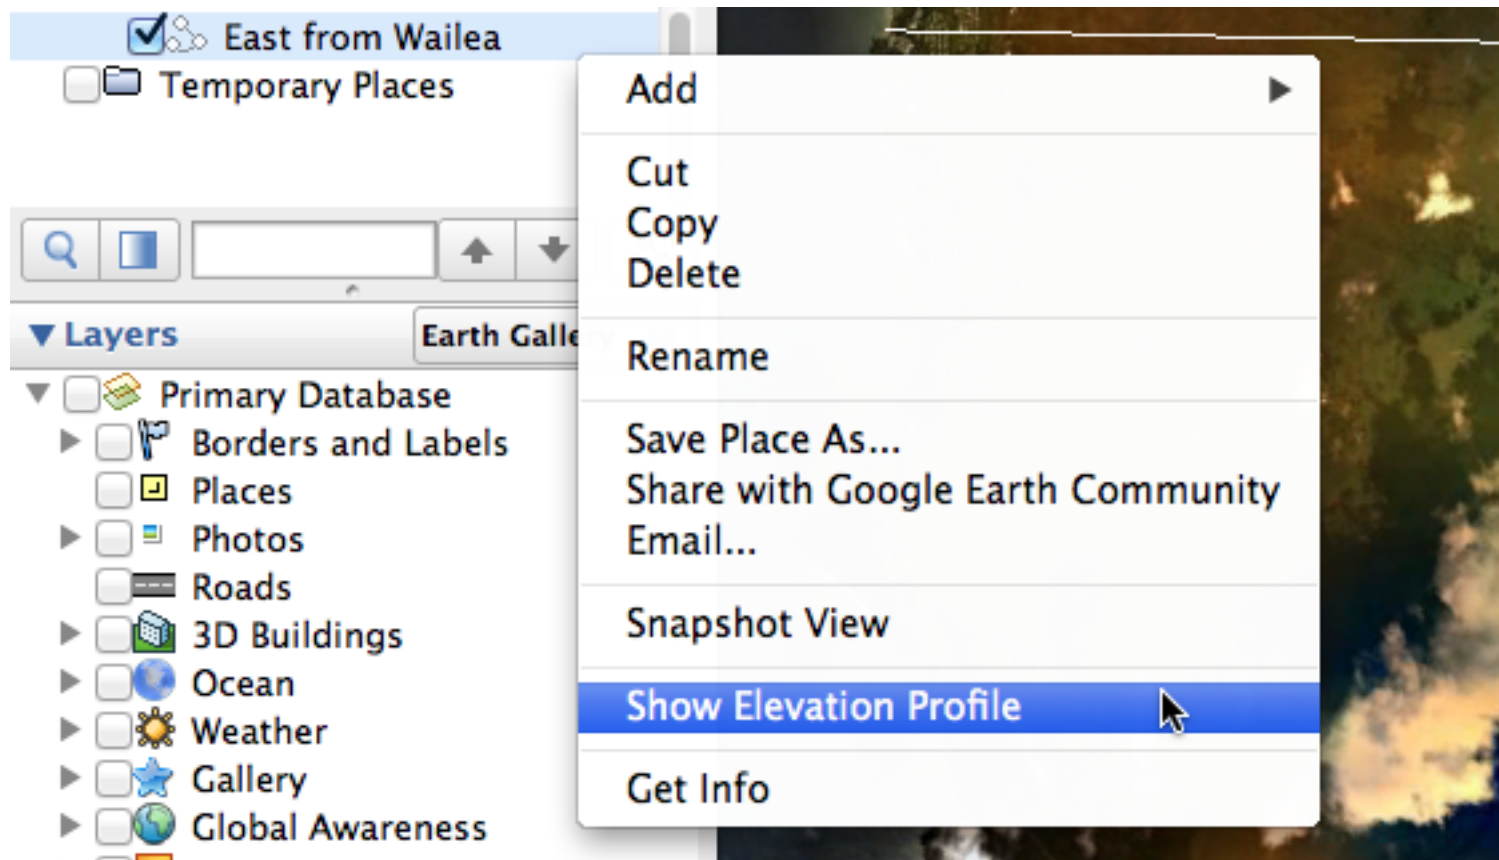 East from Wailea
Temporary Places
Layers
Earth Gallery
Primary Database
Borders and Labels
Places
Photos
Roads
3D Buildings
Ocean
Weather
Gallery
Global Awareness
Add
Cut
Copy
Delete
Rename
Save Place As...
Share with Google Earth Community
Email...
Snapshot View
Show Elevation Profile
Get Info